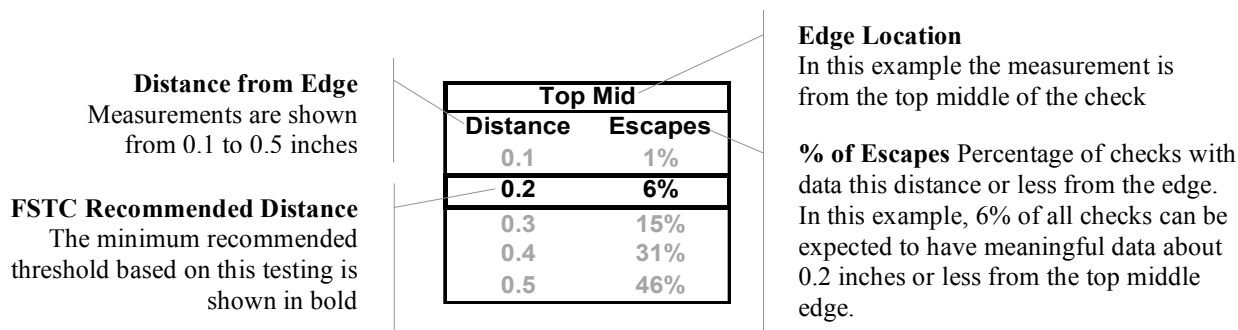 Distance from Edge
Measurements are shown
from 0.1 to 0.5 inches
FSTC Recommended Distance
The minimum recommended
threshold based on this testing is
shown in bold
Top Mid
Distance Escapes
0.1 1%
0.2 6%
0.3 15%
0.4 31%
0.5 46%
Edge Location
In this example the measurement is
from the top middle of the check
% of Escapes Percentage of checks with
data this distance or less from the edge.
In this example, 6% of all checks can be
expected to have meaningful data about
0.2 inches or less from the top middle
edge.